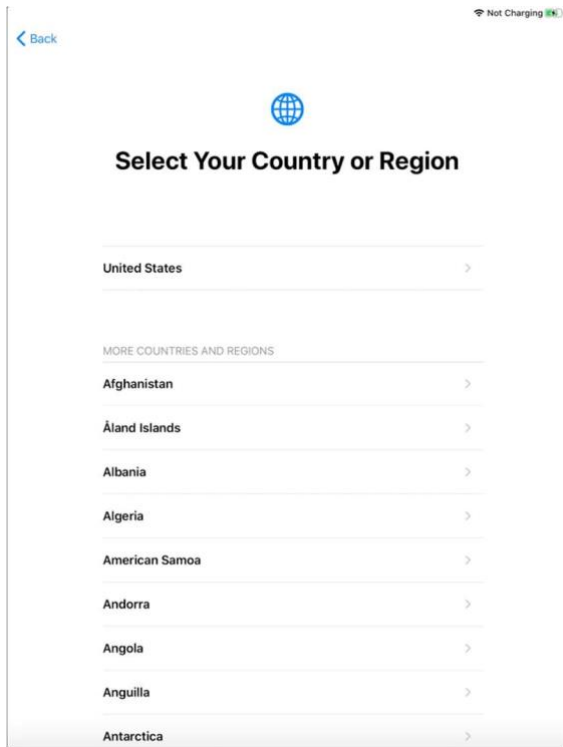 Not Charging
Back
Select Your Country or Region
United States
MORE COUNTRIES AND REGIONS
Afghanistan
Åland Islands
Albania
Algeria
American Samoa
Andorra
Angola
Anguilla
Antarctica